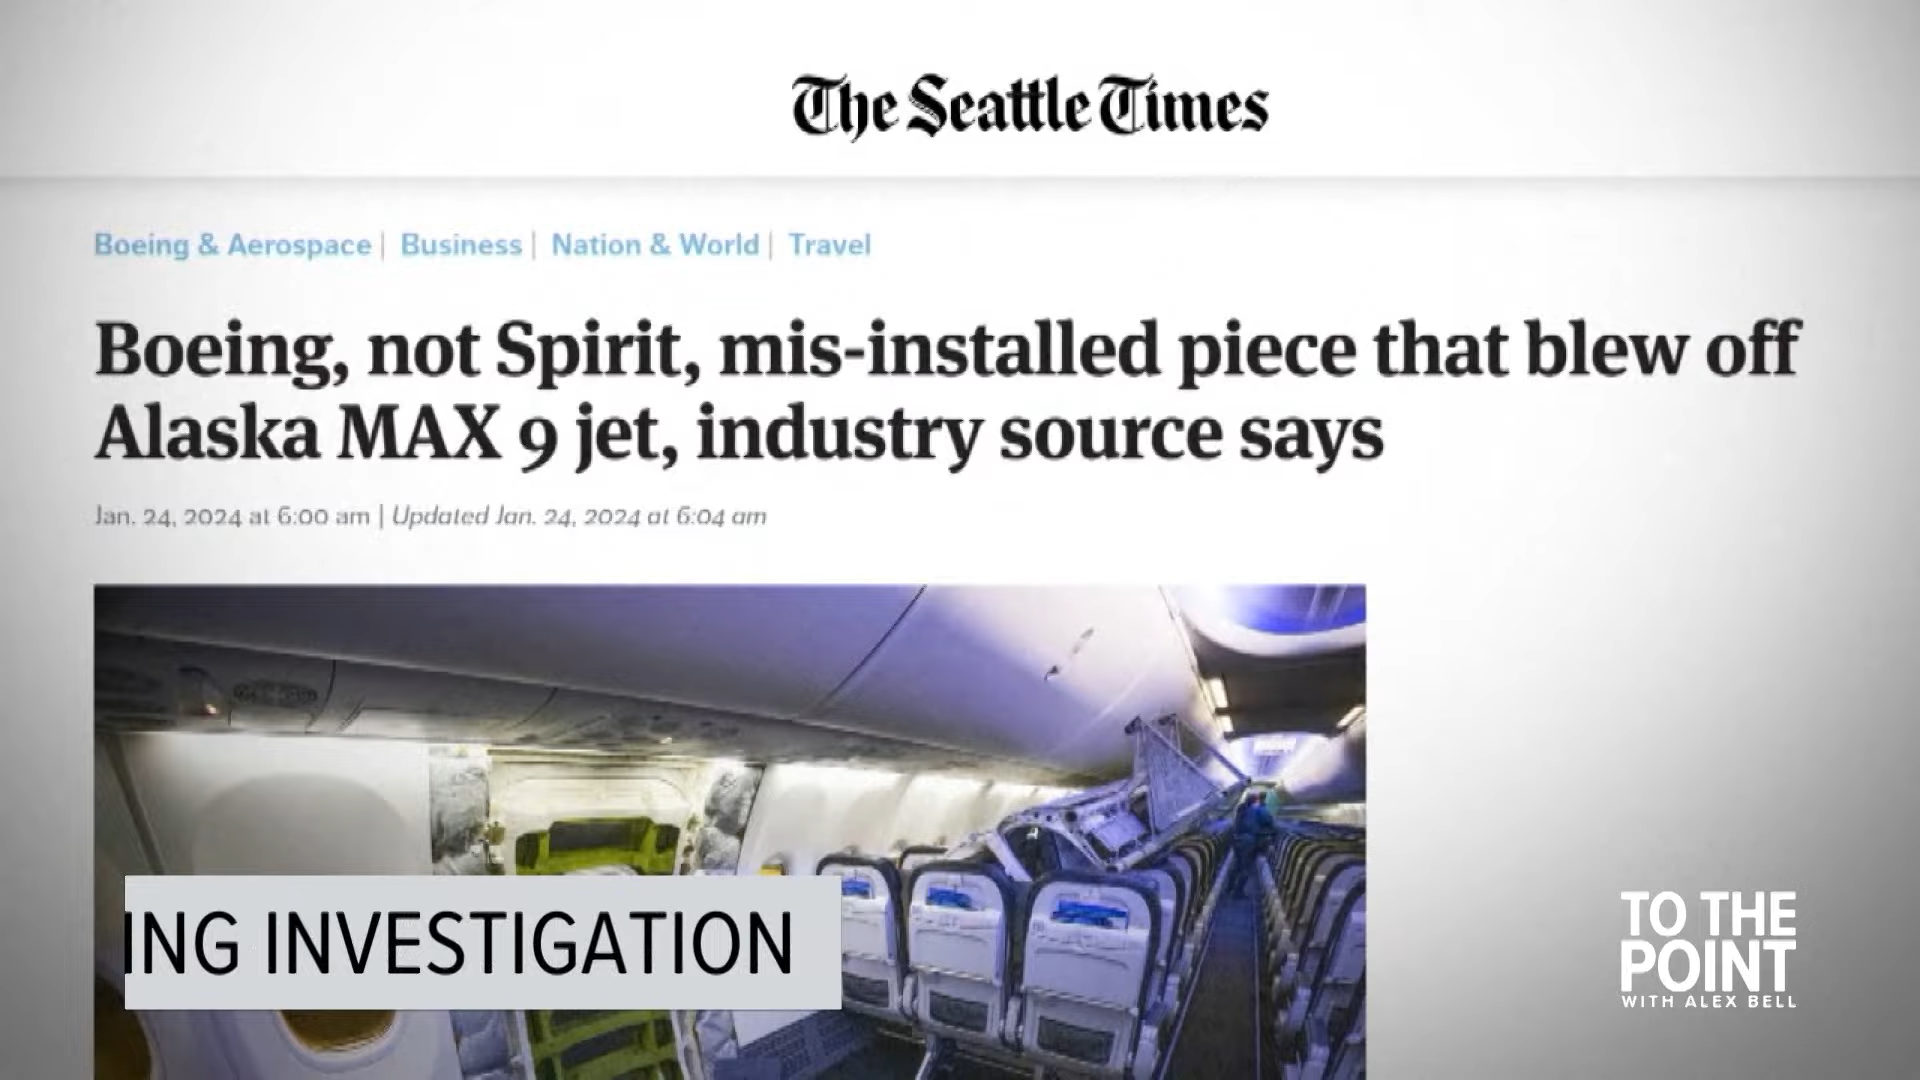 The Seattle Times
Boeing & Aerospace | Business | Nation & World | Travel
Boeing, not Spirit, mis-installed piece that blew off
Alaska MAX 9 jet, industry source says
Jan. 24, 2024 at 6:00 am | Updated Jan. 24, 2024 at 6:04 am
ING INVESTIGATION
TO THE
POINT
WITH ALEX BELL